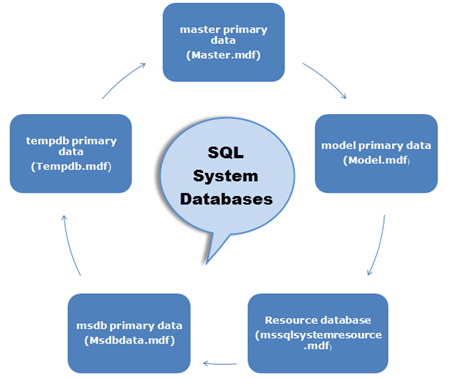 master primary
data
(Master.mdf)
model primary data
(Model.mdf)
Resource database
(mssqlsystemresource
.mdf)
msdb primary data
(Msdbdata.mdf)
tempdb primary
data
(Tempdb.mdf)
SQL
System
Databases